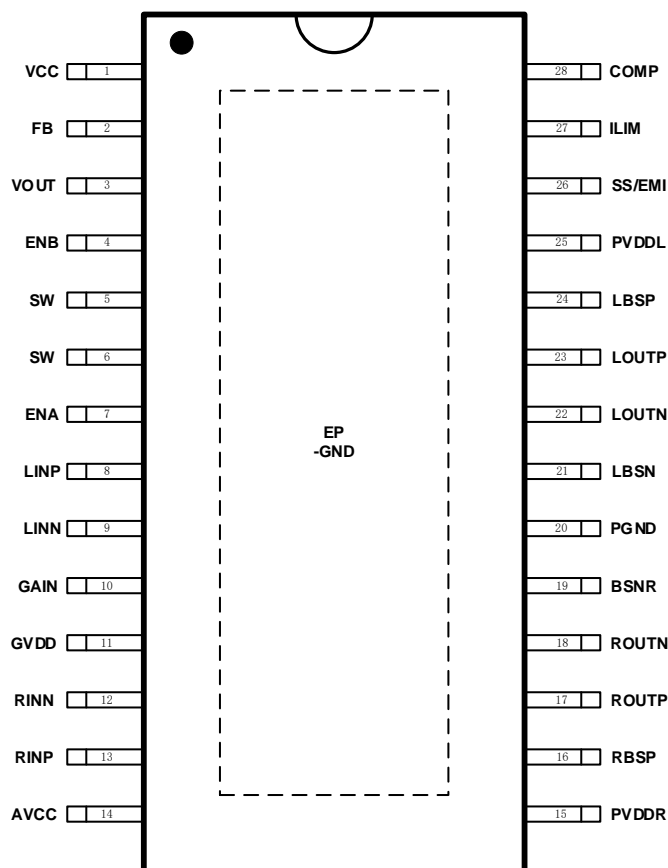 VCC 1 28 COMP
FB 2 27 ILIM
VOUT 3 26 SS/EMI
ENB 4 25 PVDDL
SW 5 24 LBSP
SW 6 23 LOUTP
ENA 7 22 LOUTN
EP
-GND
LINP 8 21 LBSN
LINN 9 20 PGND
GAIN 10 19 BSNR
GVDD 11 18 ROUTN
RINN 12 17 ROUTP
RINP 13 16 RBSP
AVCC 14 15 PVDDR